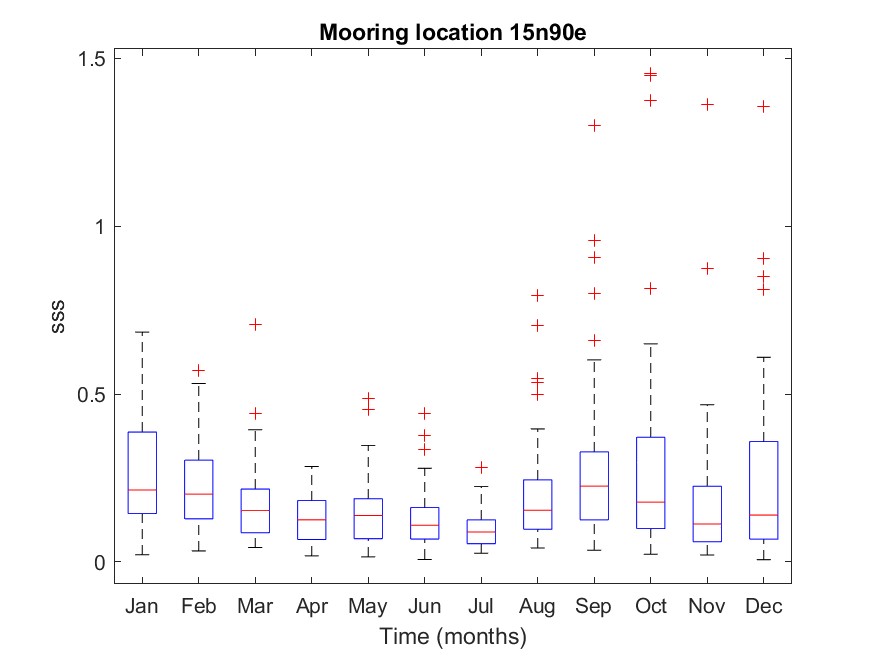 Mooring location 15n90e
1.5
1
0.5
0
sss
Jan Feb Mar Apr May Jun Jul Aug Sep Oct Nov Dec
Time (months)